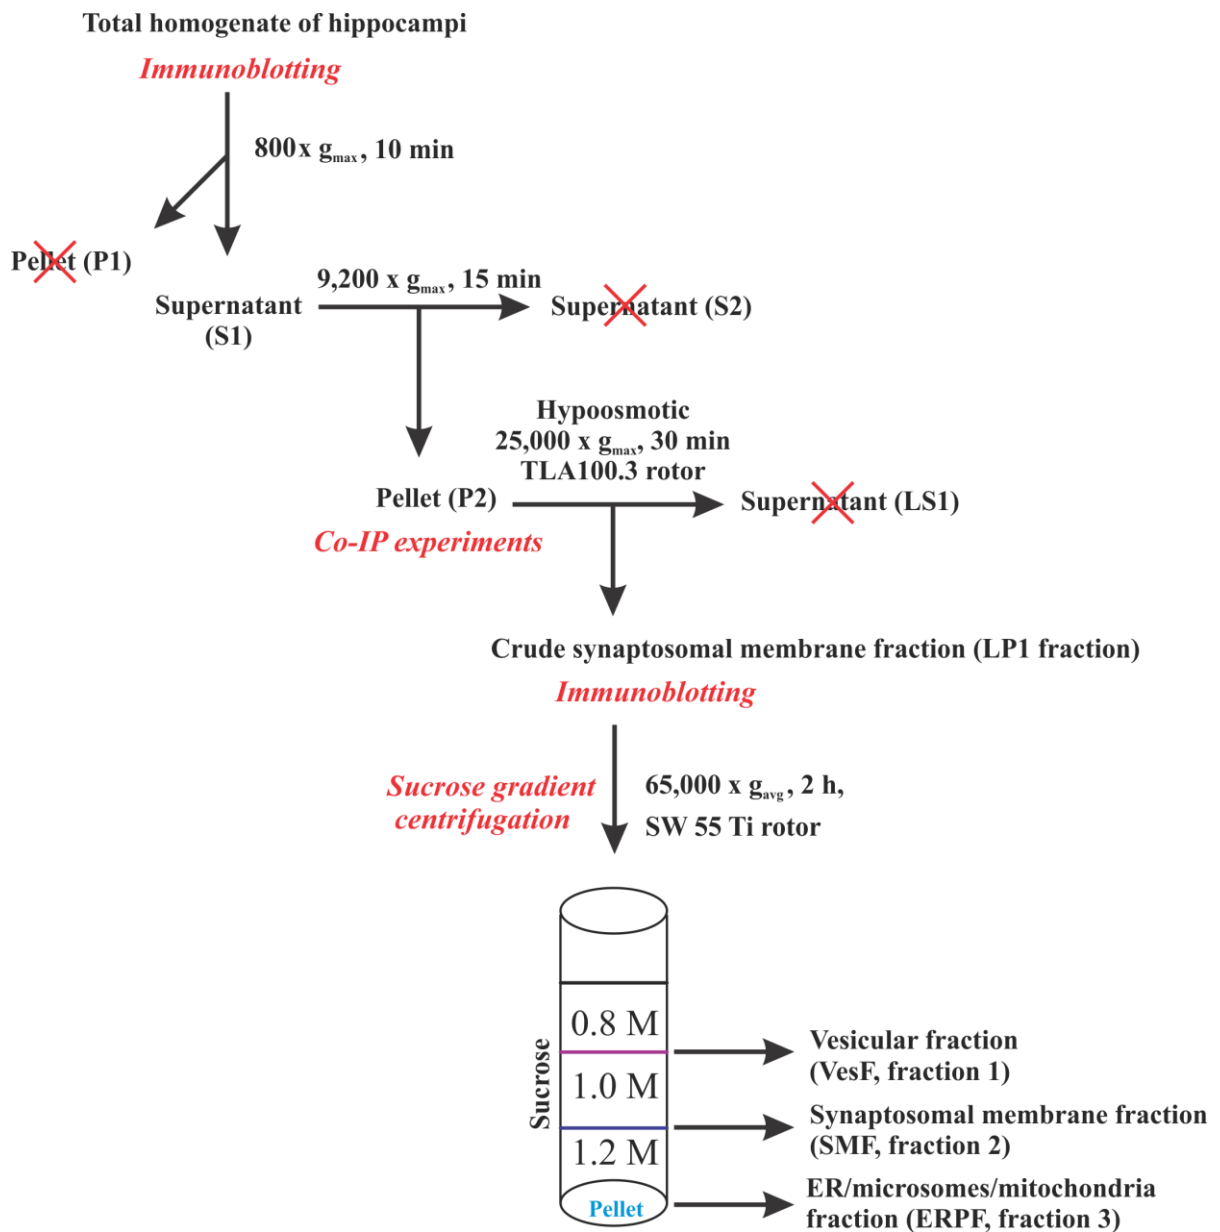 Total homogenate of hippocampi
Immunoblotting
800x gmax, 10 min
Pellet (P1)
Supernatant
(S1)
9,200 x gmax, 15 min
Supernatant (S2)
Hypoosmotic
25,000 x gmax, 30 min
TLA100.3 rotor
Pellet (P2)
Supernatant (LS1)
Co-IP experiments
Crude synaptosomal membrane fraction (LP1 fraction)
Immunoblotting
Sucrose gradient
centrifugation
65,000 x gavg, 2 h,
SW 55 Ti rotor
Sucrose
0.8 M
1.0 M
1.2 M
Pellet
Vesicular fraction
(VesF, fraction 1)
Synaptosomal membrane fraction
(SMF, fraction 2)
ER/microsomes/mitochondria
fraction (ERPF, fraction 3)